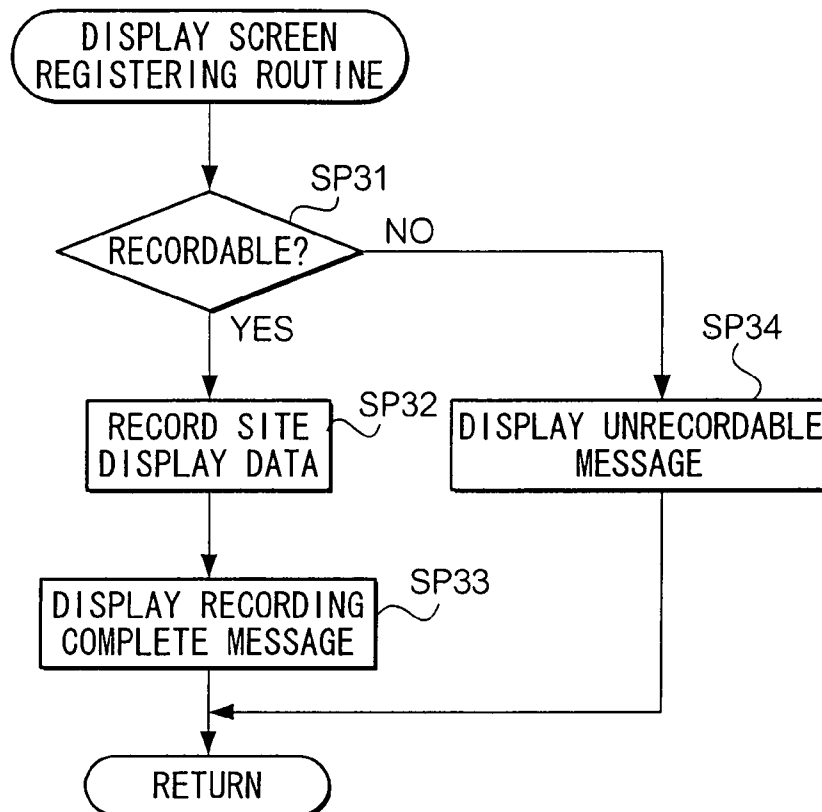 DISPLAY SCREEN
REGISTERING ROUTINE
SP31
RECORDABLE?
NO
YES
SP34
SP32
RECORD SITE
DISPLAY DATA
DISPLAY UNRECORDABLE
MESSAGE
SP33
DISPLAY RECORDING
COMPLETE MESSAGE
RETURN